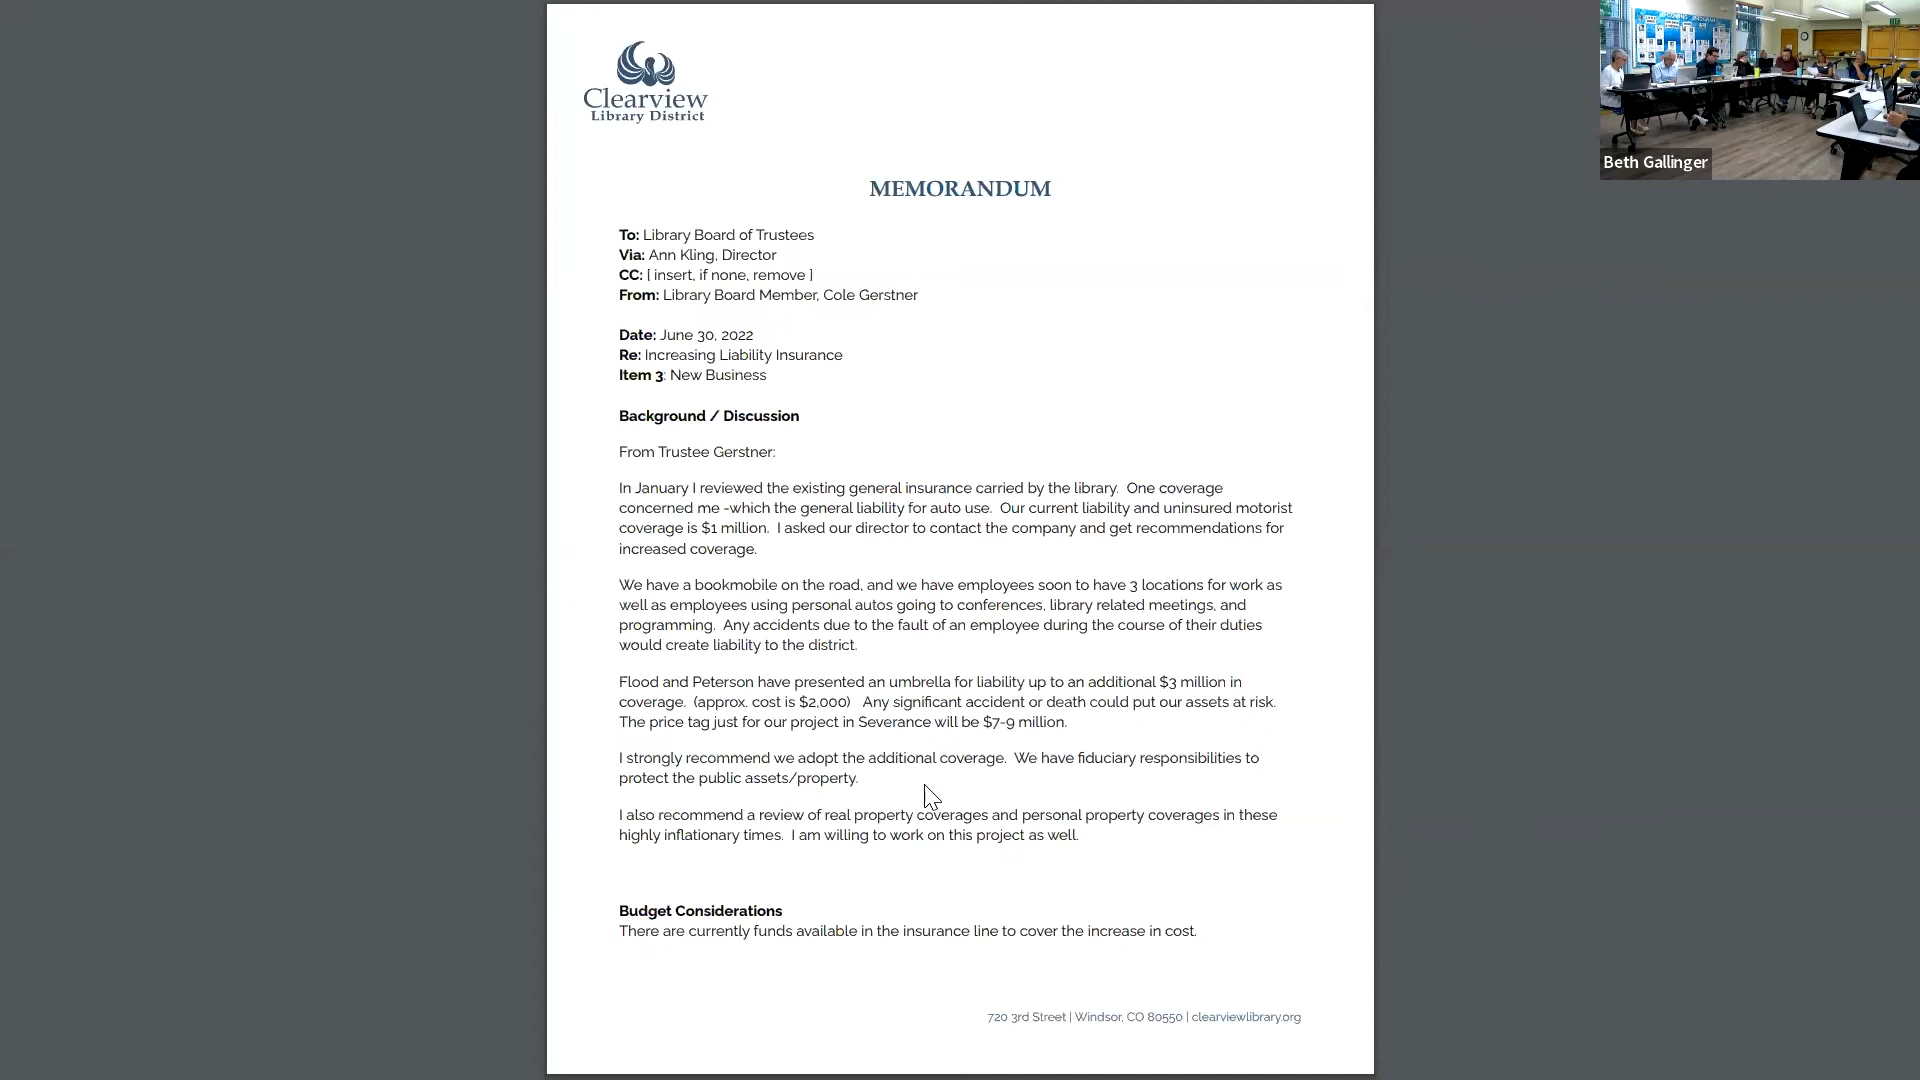 Clearview
Library District
MEMORANDUM
To: Library Board of Trustees
Via: Ann Kling, Director
CC: [ insert, if none, remove ]
From: Library Board Member, Cole Gerstner
Date: June 30, 2022
Re: Increasing Liability Insurance
Item 3: New Business
Background / Discussion
From Trustee Gerstner:
In January I reviewed the existing general insurance carried by the library.  One coverage
concerned me -which the general liability for auto use.  Our current liability and uninsured motorist
coverage is $1 million.  I asked our director to contact the company and get recommendations for
increased coverage.
We have a bookmobile on the road, and we have employees soon to have 3 locations for work as
well as employees using personal autos going to conferences, library related meetings, and
programming.  Any accidents due to the fault of an employee during the course of their duties
would create liability to the district.
Flood and Peterson have presented an umbrella for liability up to an additional $3 million in
coverage.  (approx. cost is $2,000)   Any significant accident or death could put our assets at risk.
The price tag just for our project in Severance will be $7-9 million.
I strongly recommend we adopt the additional coverage.  We have fiduciary responsibilities to
protect the public assets/property.
I also recommend a review of real property coverages and personal property coverages in these
highly inflationary times.  I am willing to work on this project as well.
Budget Considerations
There are currently funds available in the insurance line to cover the increase in cost.
720 3rd Street | Windsor, CO 80550 | clearviewlibrary.org
Beth Gallinger